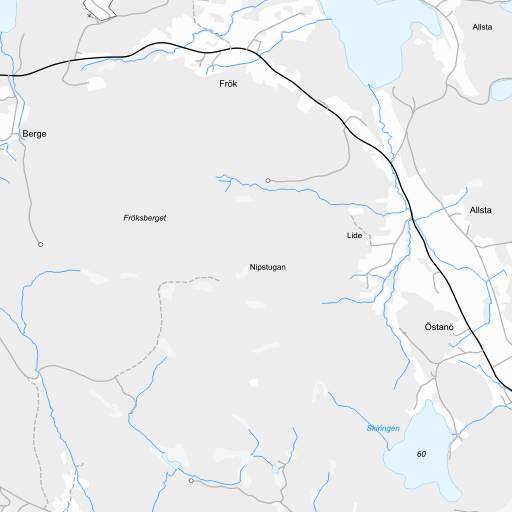 Allsta
Frök
Berge
Allsta
Fröksberget
Lide
Nipstugan
Östanö
Skiringen
60